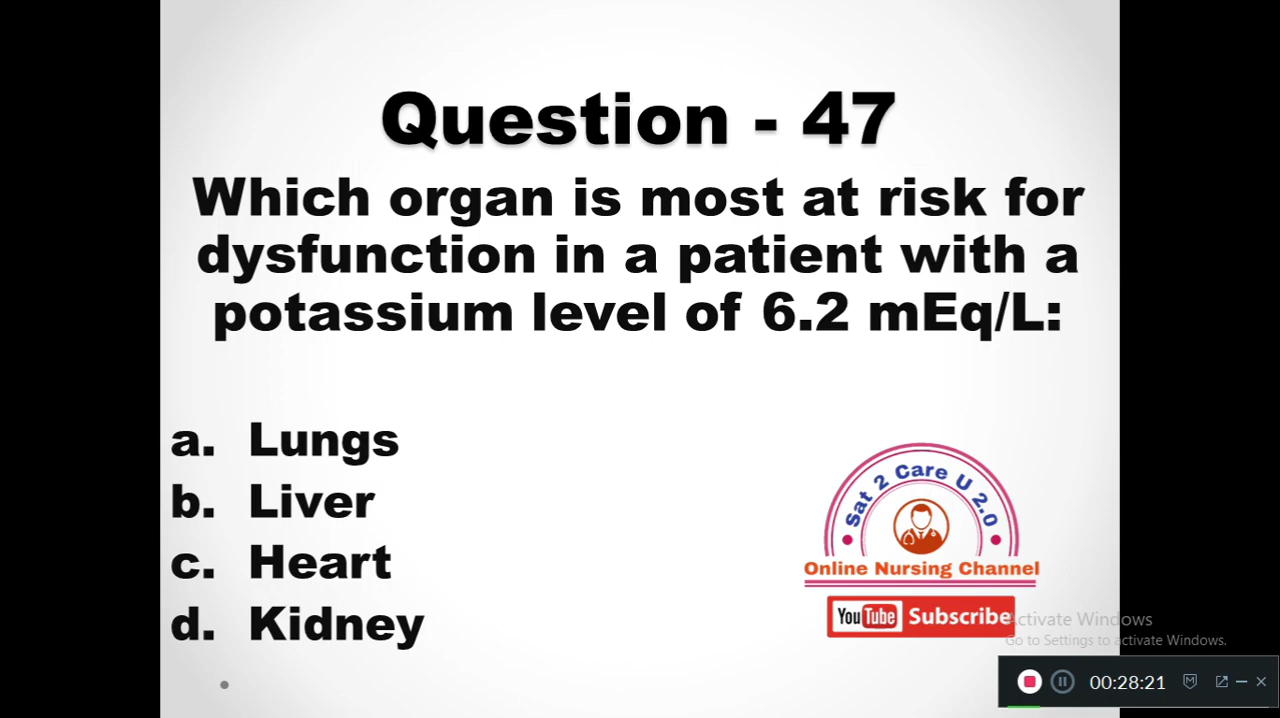 Question - 47
Which organ is most at risk for
dysfunction in a patient with a
potassium level of 6.2 mEq/L:
a. Lungs
b. Liver
c. Heart
d. Kidney
Sat 2 Care U 2.0
Online Nursing Channel
YouTube Subscribe
Activate Windows
Go to Settings to activate Windows.
00:28:21